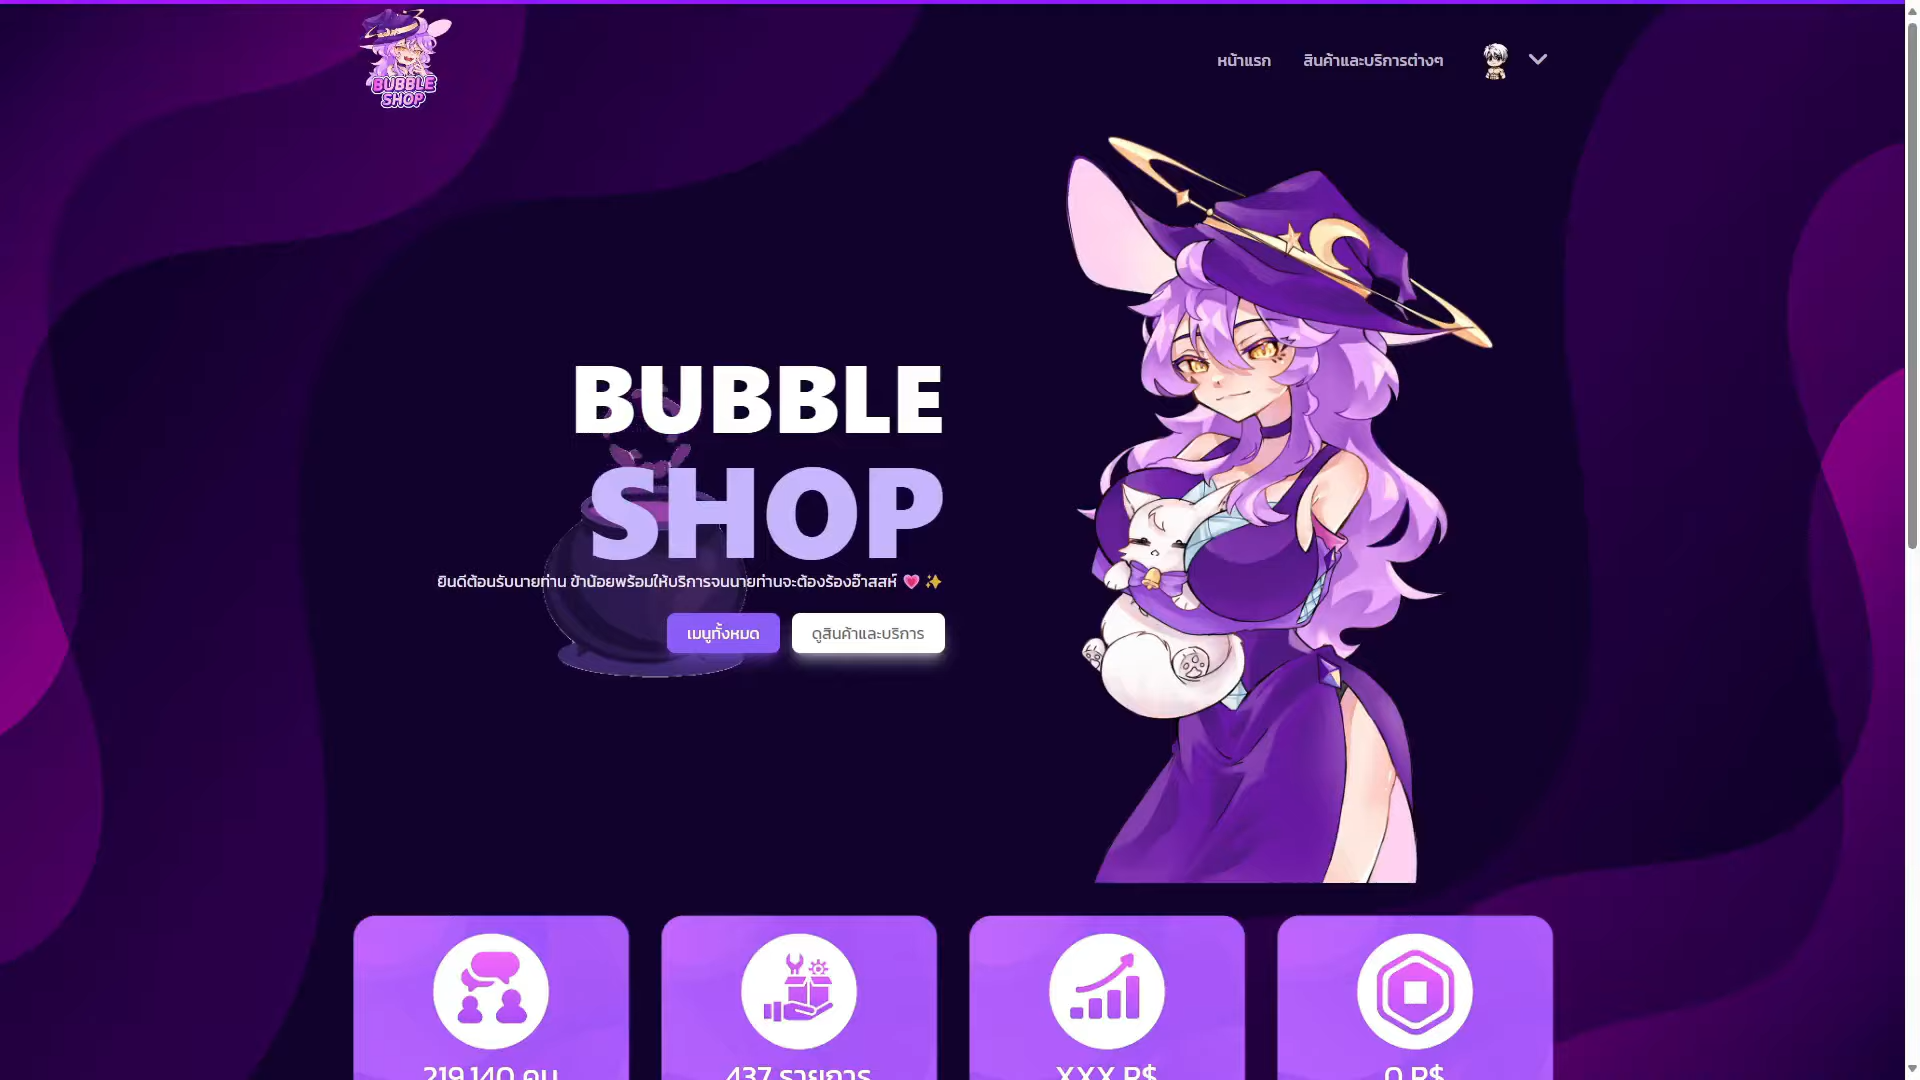 BUBBLE
SHOP
หน้าแรก
สินค้าและบริการต่างๆ
BUBBLE
SHOP
ยินดีต้อนรับนายท่าน ข้าน้อยพร้อมให้บริการจนนายท่านจะต้องร้องอ๊าสสห์ 💗 ✨
เมนูทั้งหมด
ดูสินค้าและบริการ
219,140 คน
437 รายการ
XXX R$
0 R$